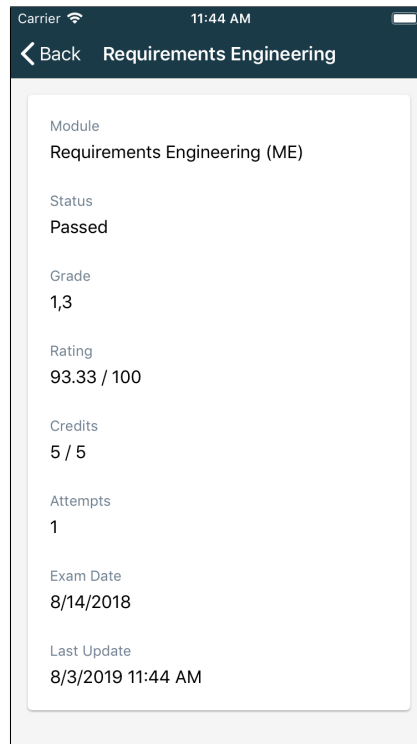 Carrier 11:44 AM
Back Requirements Engineering
Module
Requirements Engineering (ME)
Status
Passed
Grade
1,3
Rating
93.33 / 100
Credits
5 / 5
Attempts
1
Exam Date
8/14/2018
Last Update
8/3/2019 11:44 AM